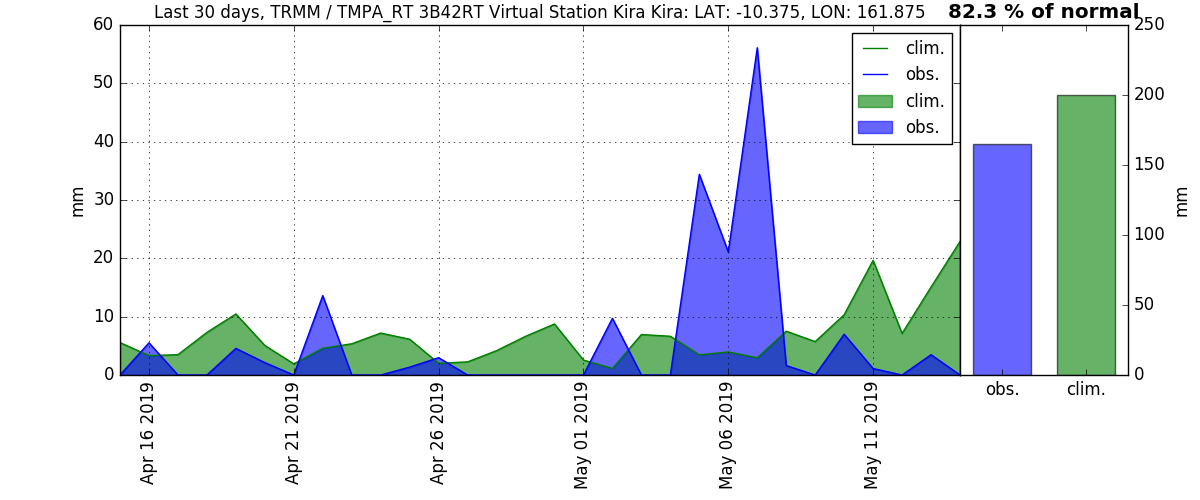 Last 30 days, TRMM / TMPA_RT 3B42RT Virtual Station Kira Kira: LAT: -10.375, LON: 161.875
82.3 % of normal
60
50
40
30
20
10
0
mm
clim.
obs.
clim.
obs.
Apr 16 2019
Apr 21 2019
Apr 26 2019
May 01 2019
May 06 2019
May 11 2019
250
200
150
100
50
0
mm
obs.
clim.